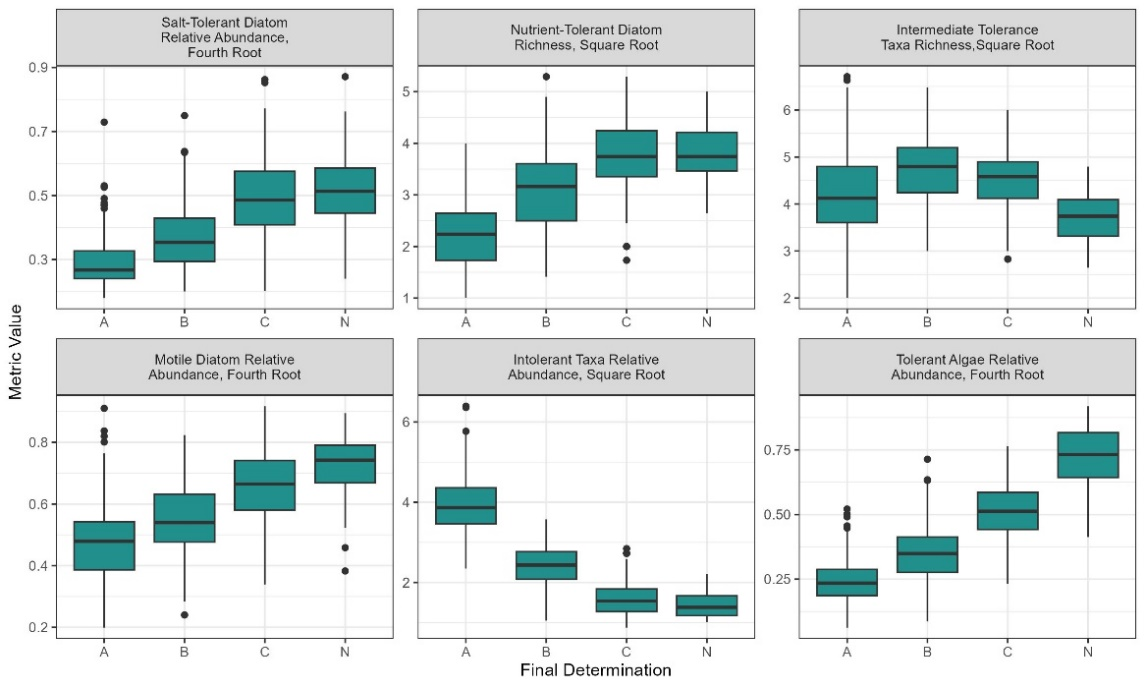 Salt-Tolerant Diatom
Relative Abundance,
Fourth Root
Nutrient-Tolerant Diatom
Richness, Square Root
Intermediate Tolerance
Taxa Richness,Square Root
0.9
0.7
0.5
0.3
A B C N
5
4
3
2
1
A B C N
6
5
4
3
2
A B C N
Metric Value
Motile Diatom Relative
Abundance, Fourth Root
Intolerant Taxa Relative
Abundance, Square Root
Tolerant Algae Relative
Abundance, Fourth Root
0.8
0.6
0.4
0.2
A B C N
6
4
2
A B C N
0.75
0.50
0.25
A B C N
Final Determination